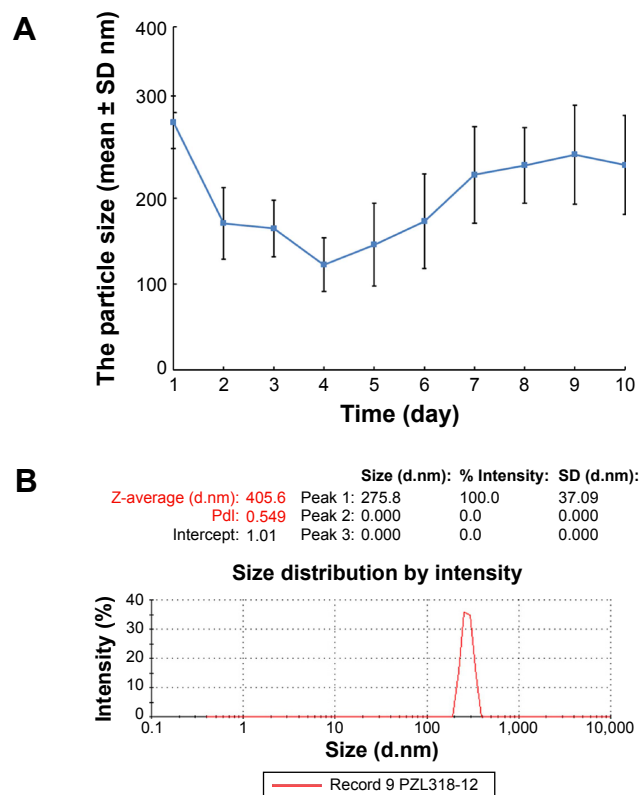 A
The particle size (mean ± SD nm)
400
300
200
100
0
1 2 3 4 5 6 7 8 9 10
Time (day)
B
Size (d.nm): % Intensity: SD (d.nm):
Z-average (d.nm): 405.6 Peak 1: 275.8 100.0 37.09
PdI: 0.549 Peak 2: 0.000 0.0 0.000
Intercept: 1.01 Peak 3: 0.000 0.0 0.000
Size distribution by intensity
Intensity (%)
40
30
20
10
0
0.1 1 10 100 1,000 10,000
Size (d.nm)
Record 9 PZL318-12